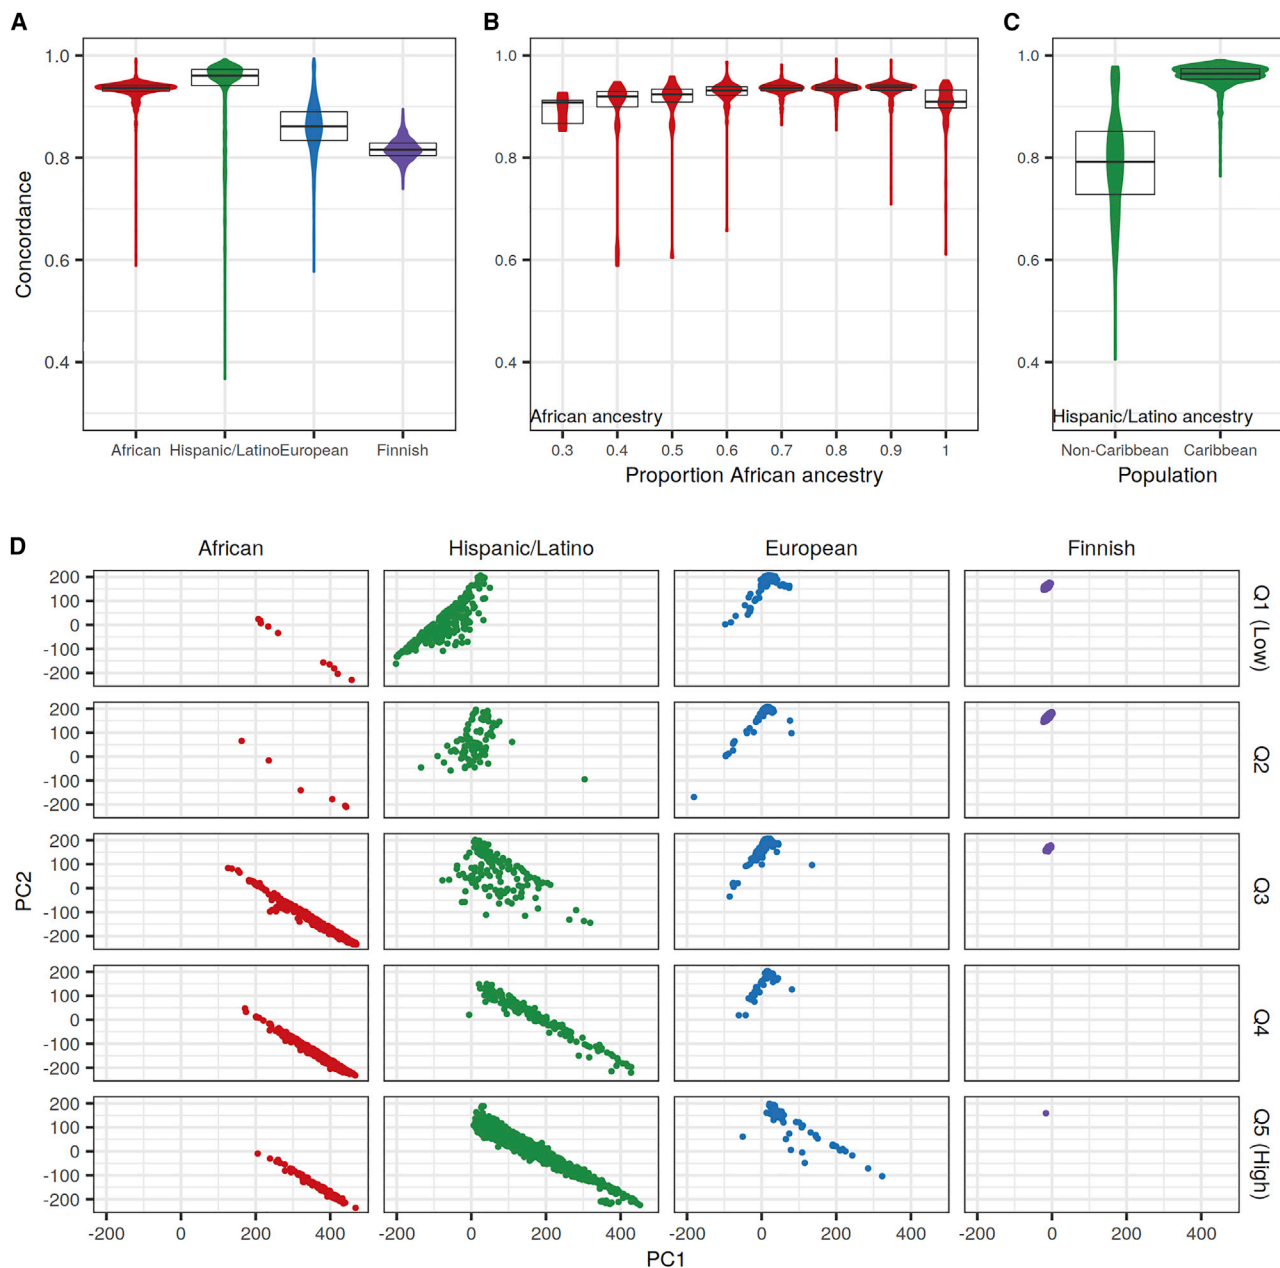 A B C
1.0 1.0 1.0
0.8 0.8 0.8
0.6 0.6 0.6
0.4 0.4 0.4
Concordance
African ancestry Hispanic/Latino ancestry
African Hispanic/Latino European Finnish 0.3 0.4 0.5 0.6 0.7 0.8 0.9 1 Non-Caribbean Caribbean
Proportion African ancestry Population
D African Hispanic/Latino European Finnish
200
100
0
-100
-200
Q1 (Low)
200
100
0
-100
-200
Q2
200
100
0
-100
-200
Q3
PC2
200
100
0
-100
-200
Q4
200
100
0
-100
-200
Q5 (High)
-200 0 200 400 -200 0 200 400 -200 0 200 400 -200 0 200 400
PC1